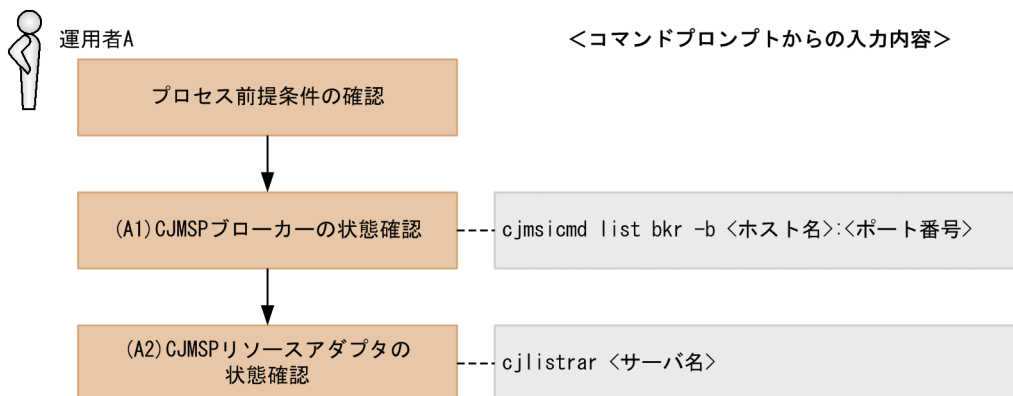 運用者A
＜コマンドプロンプトからの入力内容＞
プロセス前提条件の確認
(A1)CJMSPブローカーの状態確認
cjmsicmd list bkr -b <ホスト名>:<ポート番号>
(A2)CJMSPリソースアダプタの
状態確認
cjlistrar <サーバ名>